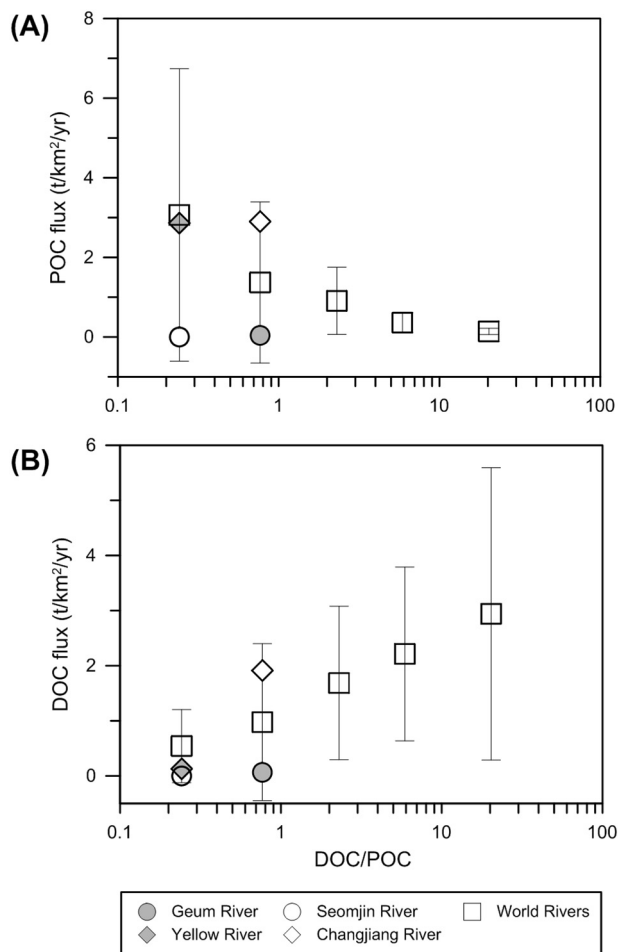 (A)
8
6
4
2
0
POC flux (t/km²/yr)
0.1 1 10 100
(B)
6
4
2
0
DOC flux (t/km²/yr)
0.1 1 10 100
DOC/POC
Geum River Seomjin River World Rivers
Yellow River Changjiang River